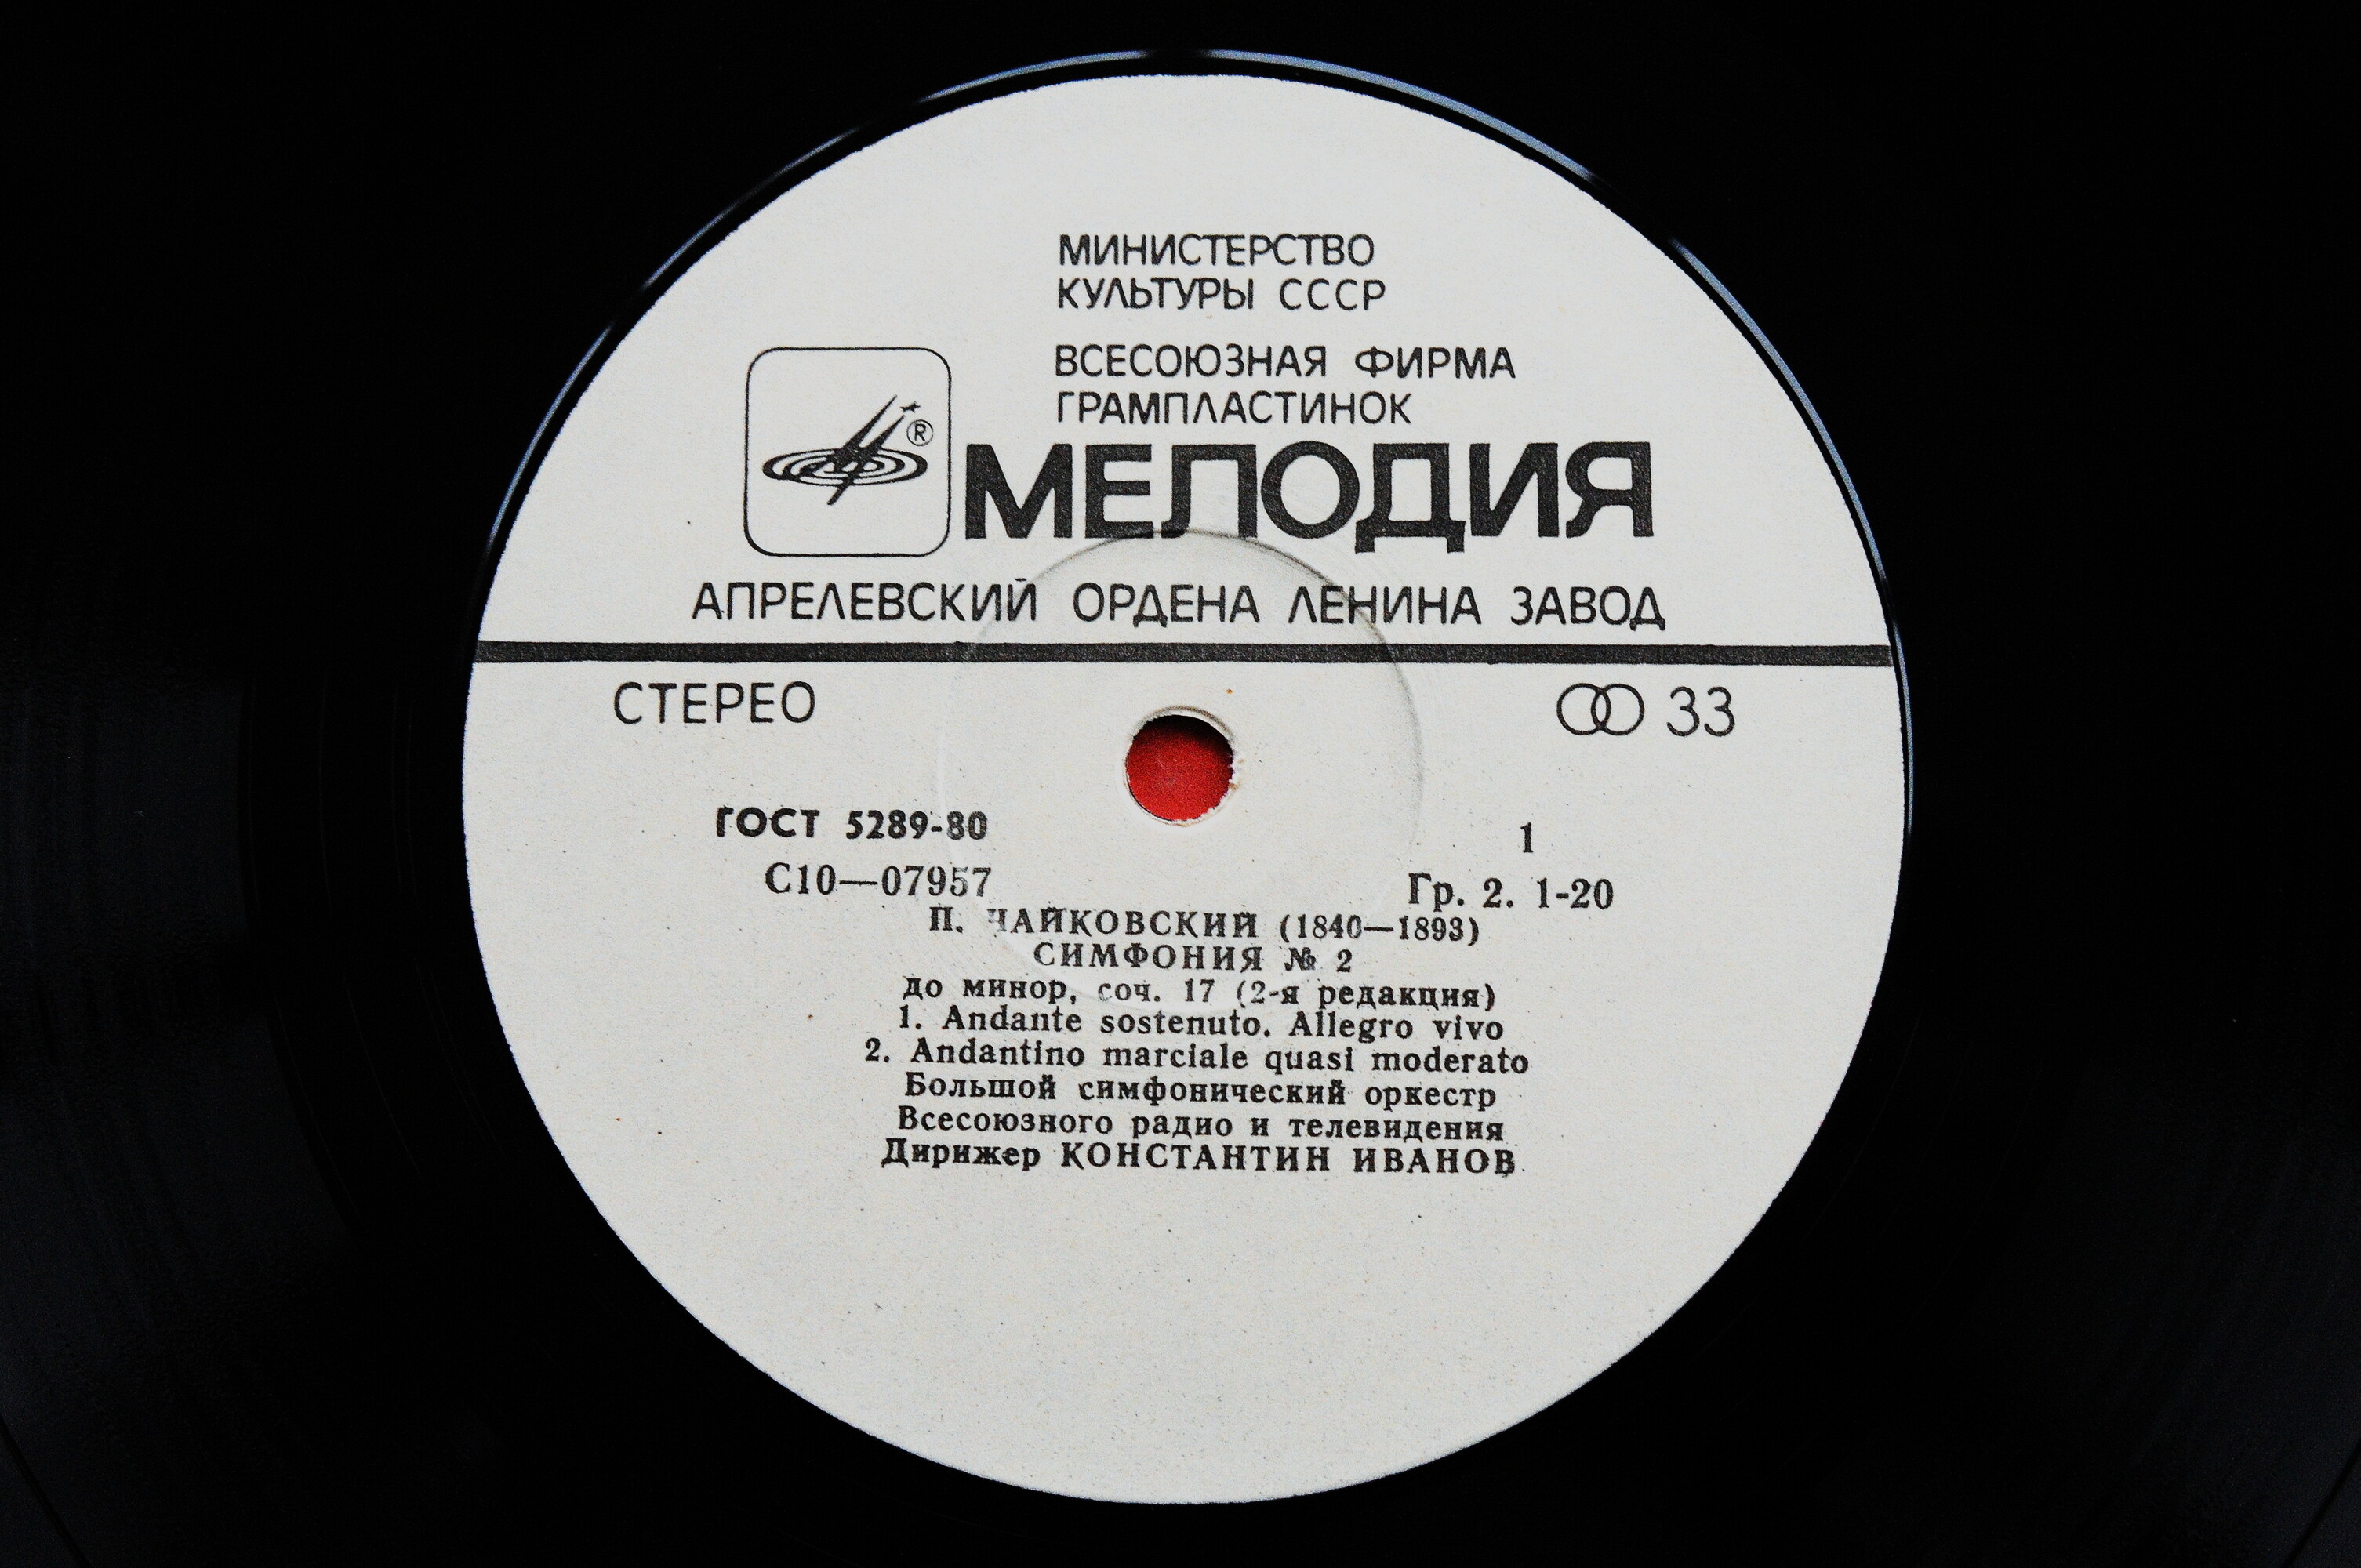 МИНИСТЕРСТВО
КУЛЬТУРЫ СССР
ВСЕСОЮЗНАЯ ФИРМА
ГРАМПЛАСТИНОК
®
МЕЛОДИЯ
АПРЕЛЕВСКИЙ ОРДЕНА ЛЕНИНА ЗАВОД
СТЕРЕО 33
ГОСТ 5289-80 1
С10—07957 Гр. 2. 1-20
П. ЧАЙКОВСКИЙ (1840—1893)
СИМФОНИЯ № 2
до минор, соч. 17 (2-я редакция)
1. Andante sostenuto. Allegro vivo
2. Andantino marciale quasi moderato
Большой симфонический оркестр
Всесоюзного радио и телевидения
Дирижер КОНСТАНТИН ИВАНОВ